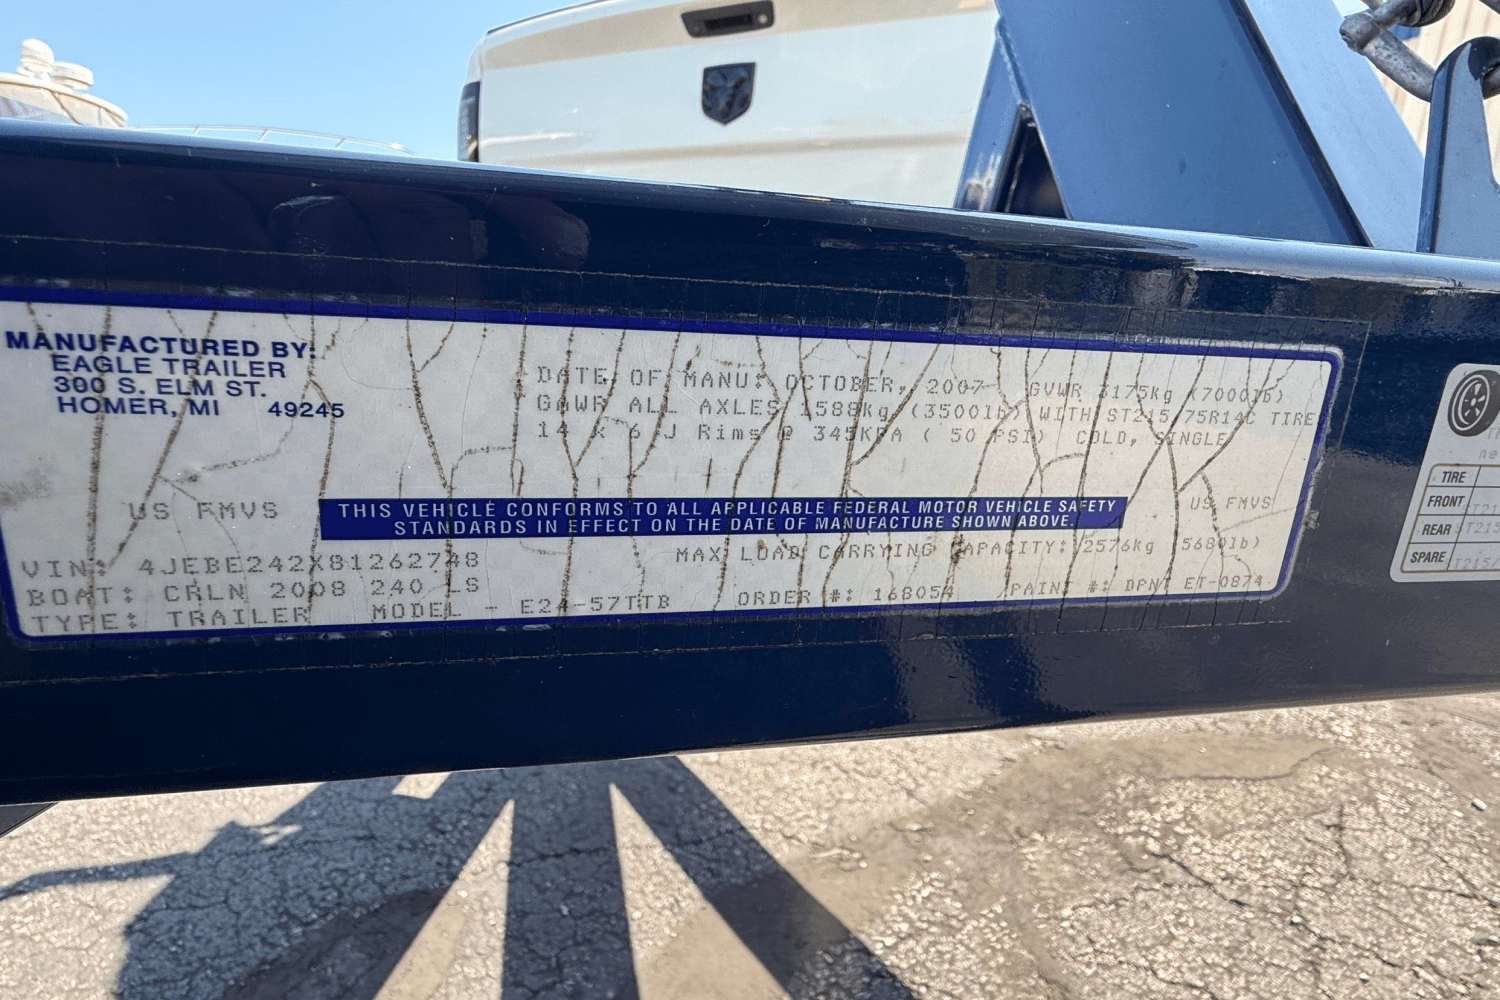 MANUFACTURED BY:
EAGLE TRAILER
300 S. ELM ST.
HOMER, MI 49245
DATE OF MANU: OCTOBER, 2007 GVWR 3175kg (7000lb)
GAWR ALL AXLES 1588kg (3500lb) WITH ST215/75R14C TIRE
14 x 6 J Rims @ 345KPA ( 50 PSI) COLD, SINGLE
US FMVS
THIS VEHICLE CONFORMS TO ALL APPLICABLE FEDERAL MOTOR VEHICLE SAFETY
STANDARDS IN EFFECT ON THE DATE OF MANUFACTURE SHOWN ABOVE.
US FMVS
VIN: 4JEBE242X81262748
MAX LOAD CARRYING CAPACITY: 2576kg (5680lb)
BOAT: CRLN 2008 240 LS
ORDER #: 168054 PAINT #: DPNT ET-0874
TYPE: TRAILER MODEL - E24-57TTB
TIRE
FRONT
REAR
SPARE